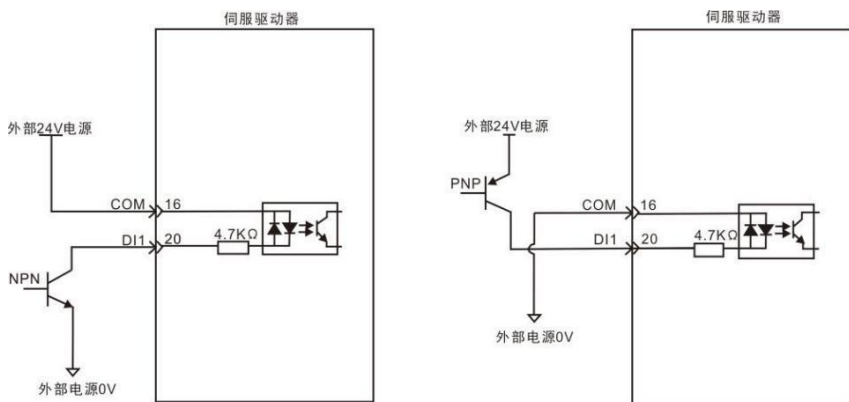 伺服驱动器
外部24V电源
COM
16
DI1
20
4.7KΩ
NPN
外部电源0V
伺服驱动器
外部24V电源
PNP
COM
16
DI1
20
4.7KΩ
外部电源0V